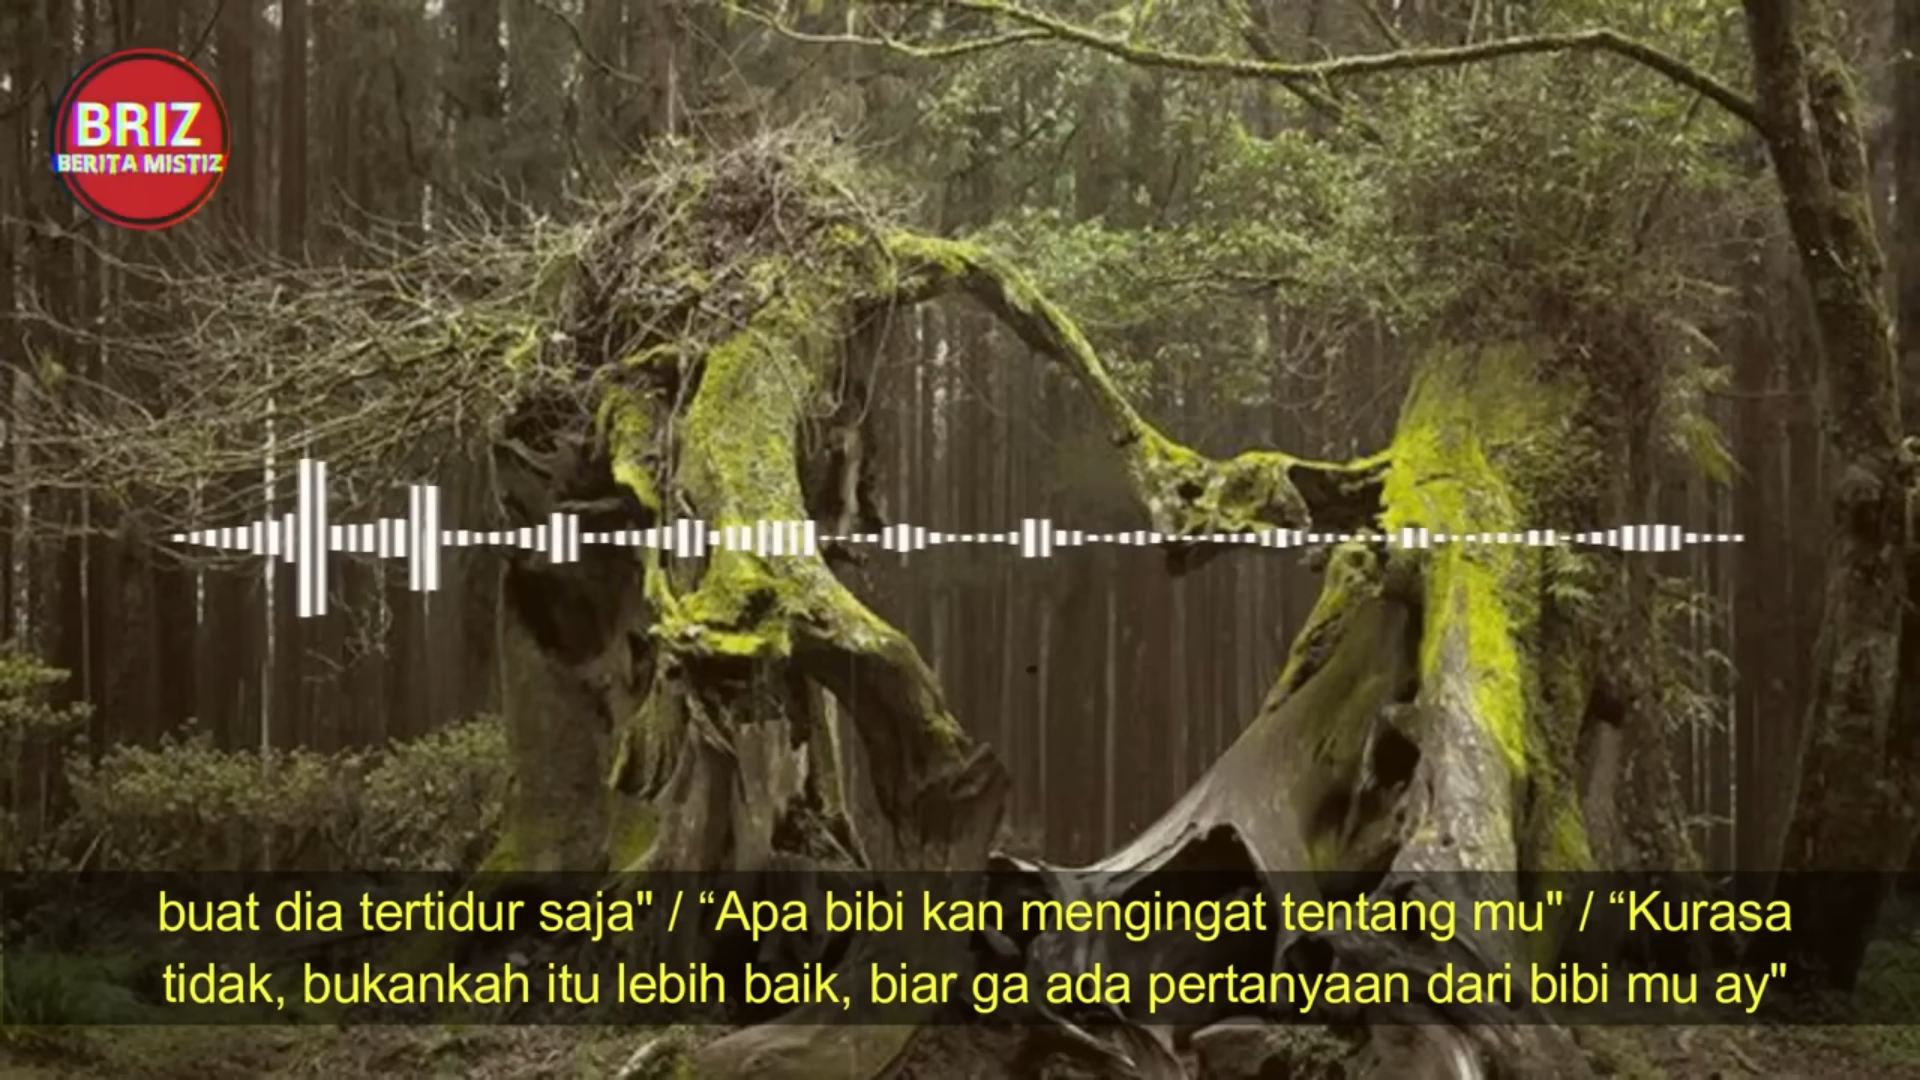 BRIZ
BERITA MISTIZ
buat dia tertidur saja" / “Apa bibi kan mengingat tentang mu" / “Kurasa
tidak, bukankah itu lebih baik, biar ga ada pertanyaan dari bibi mu ay"